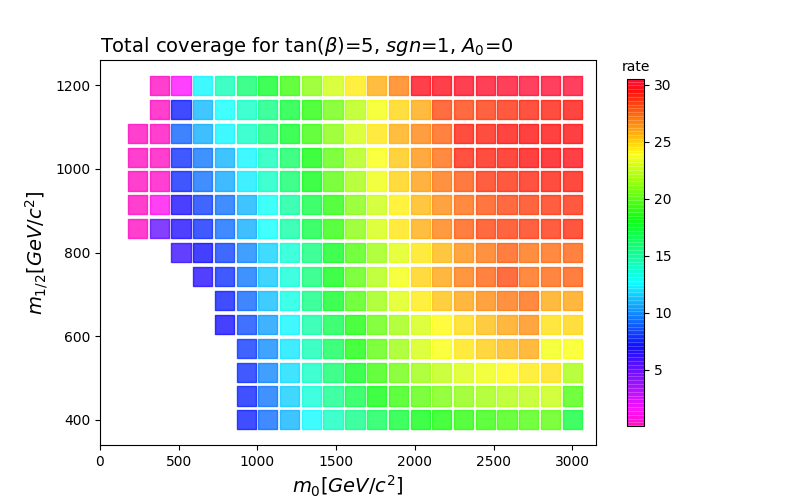 Total coverage for tan(β)=5, sgn=1, A₀=0
rate
1200
1000
800
600
400
m₁/₂[GeV/c²]
0 500 1000 1500 2000 2500 3000
m₀[GeV/c²]
30
25
20
15
10
5